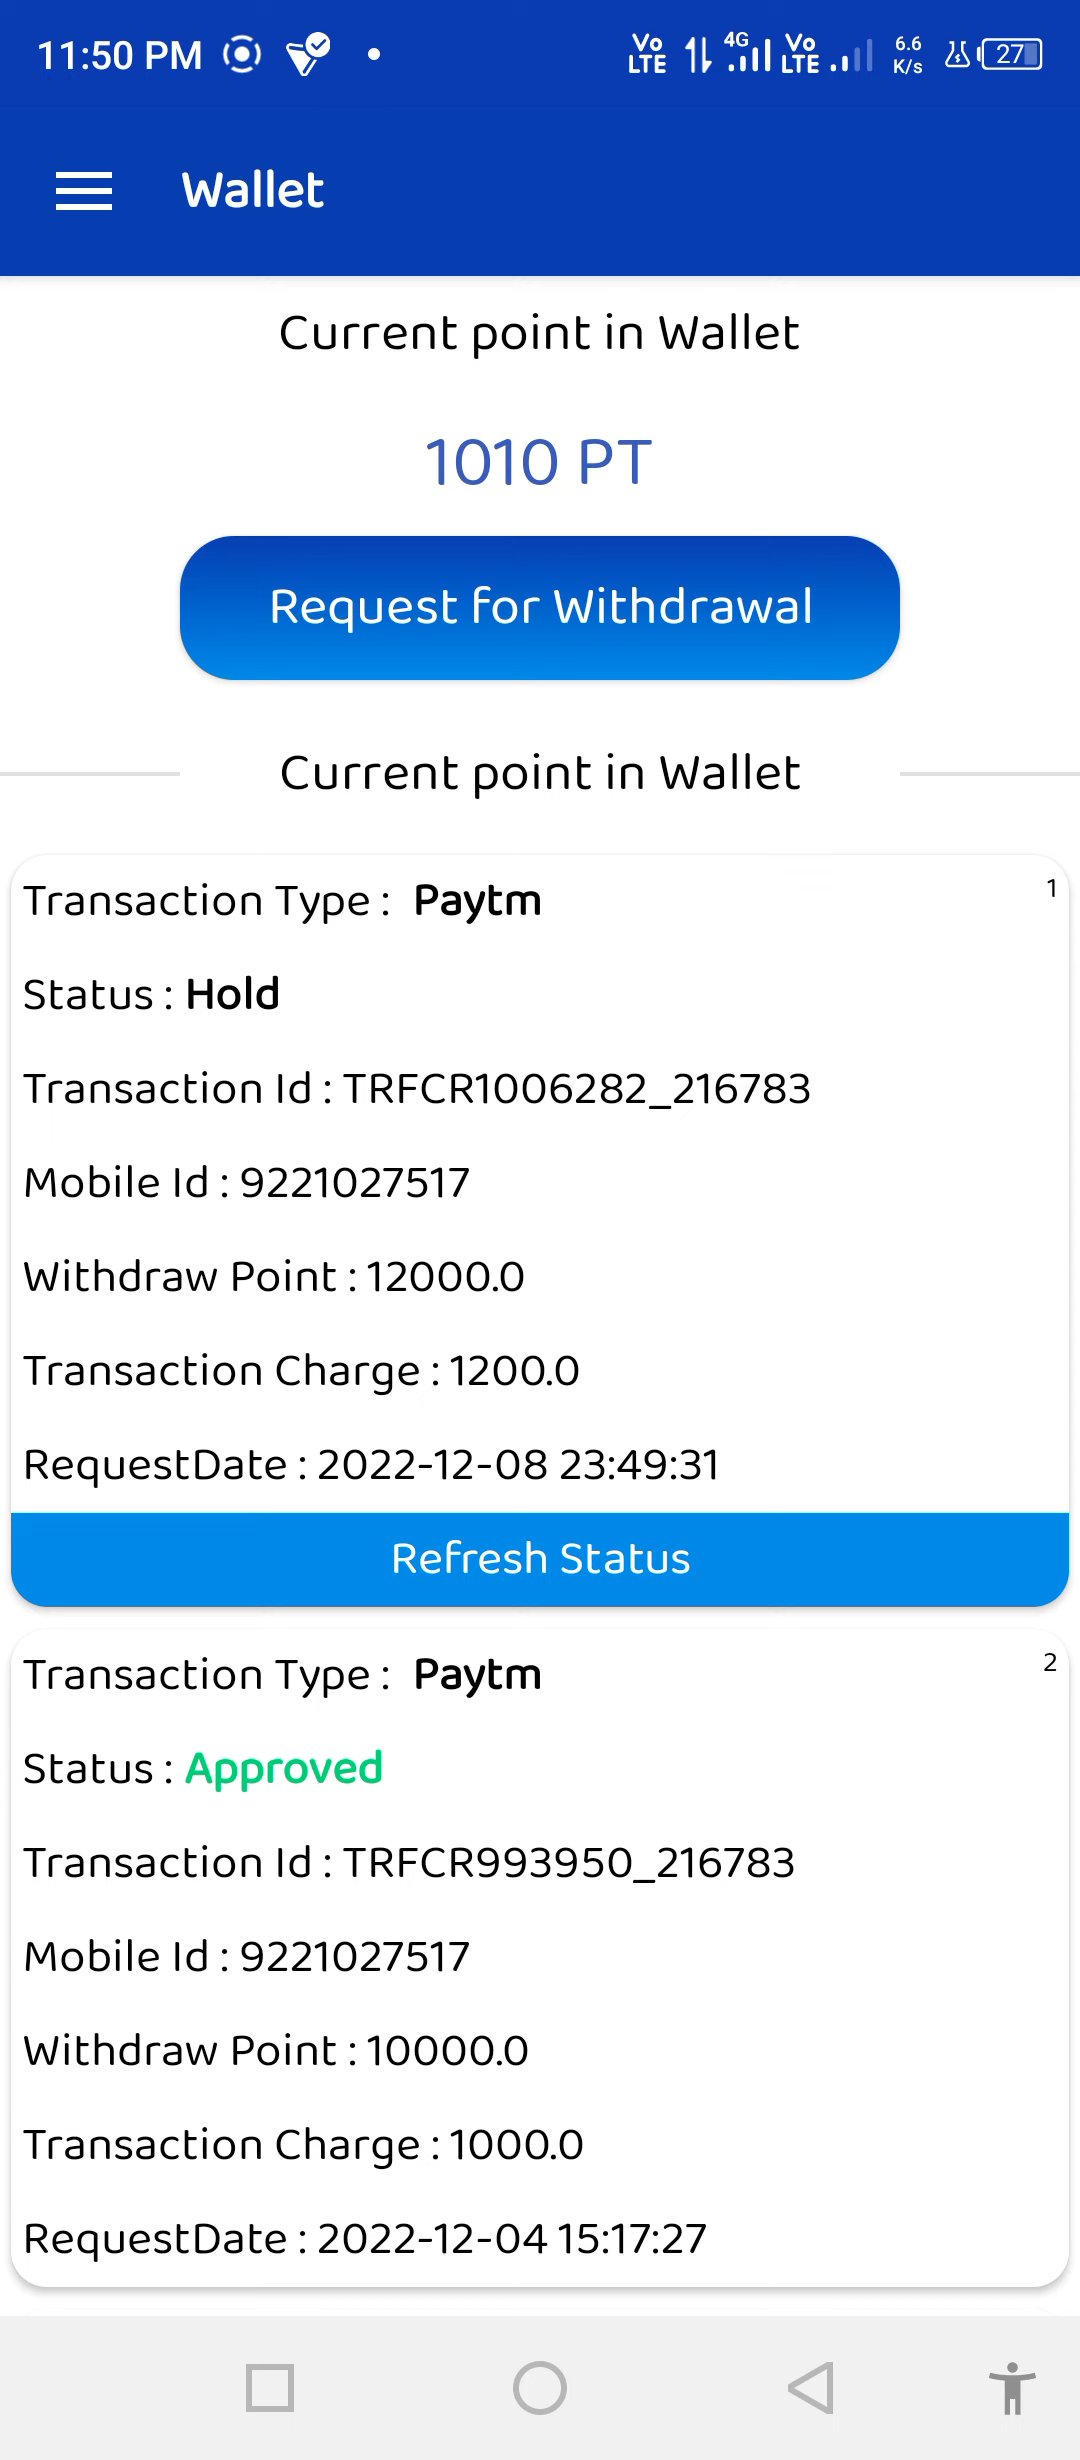 11:50 PM VoLTE 4G VoLTE 6.6 K/s 27
Wallet
Current point in Wallet
1010 PT
Request for Withdrawal
Current point in Wallet
Transaction Type : Paytm 1
Status : Hold
Transaction Id : TRFCR1006282_216783
Mobile Id : 9221027517
Withdraw Point : 12000.0
Transaction Charge : 1200.0
RequestDate : 2022-12-08 23:49:31
Refresh Status
Transaction Type : Paytm 2
Status : Approved
Transaction Id : TRFCR993950_216783
Mobile Id : 9221027517
Withdraw Point : 10000.0
Transaction Charge : 1000.0
RequestDate : 2022-12-04 15:17:27